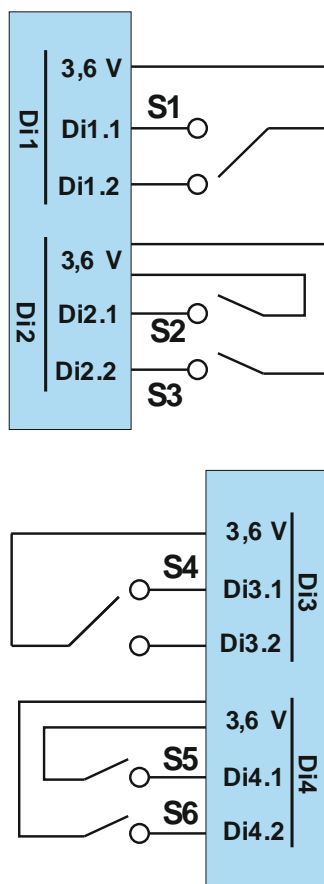 Di1
3,6 V
S1
Di1.1
Di1.2
Di2
3,6 V
Di2.1
S2
Di2.2
S3
3,6 V
S4
Di3.1
Di3
Di3.2
3,6 V
S5
Di4.1
Di4
S6
Di4.2